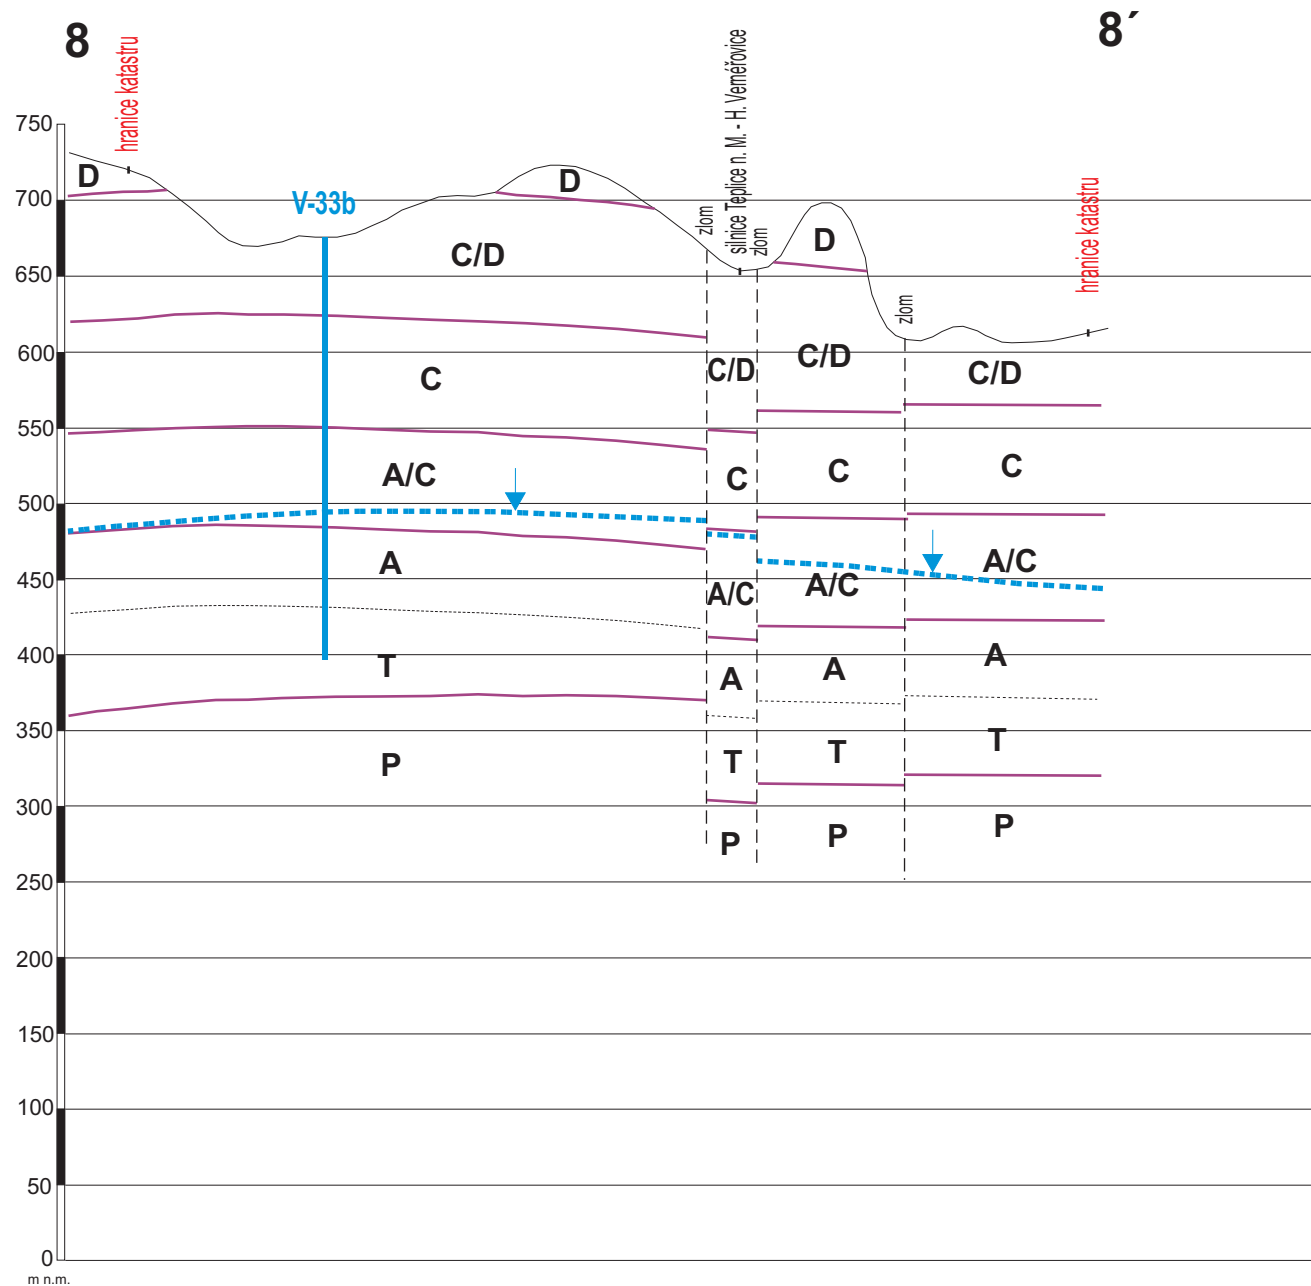 8
8´
hranice katastru
silnice Teplice n. M. - H. Veměřovice
750
D
D
700
V-33b
zlom
zlom
D
hranice katastru
C/D
650
zlom
600
C/D
C/D
C/D
C
550
A/C
C
C
C
500
A
A/C
A/C
A/C
450
400
T
A
A
A
350
P
T
T
T
300
P
P
P
250
200
150
100
50
0
m n.m.